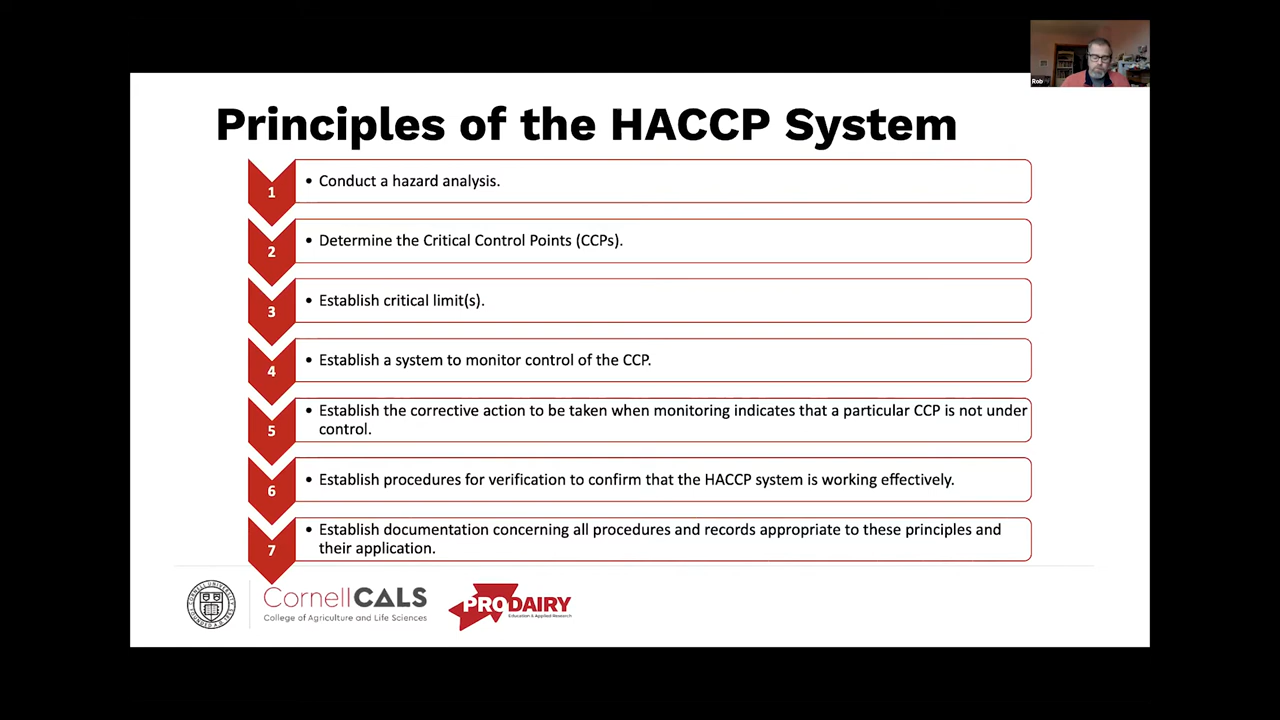 Rob
Principles of the HACCP System
1
• Conduct a hazard analysis.
2
• Determine the Critical Control Points (CCPs).
3
• Establish critical limit(s).
4
• Establish a system to monitor control of the CCP.
5
• Establish the corrective action to be taken when monitoring indicates that a particular CCP is not under
control.
6
• Establish procedures for verification to confirm that the HACCP system is working effectively.
7
• Establish documentation concerning all procedures and records appropriate to these principles and
their application.
CornellCALS
College of Agriculture and Life Sciences
PRODAIRY
Education & Applied Research